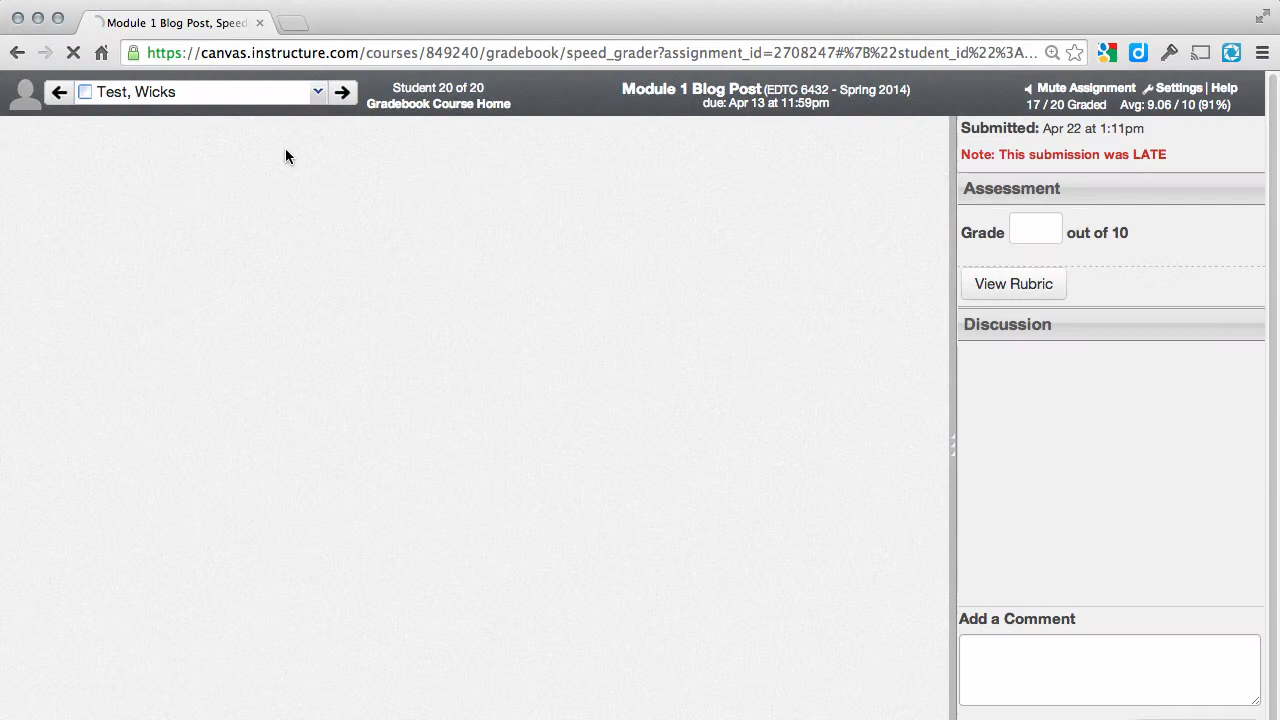 Module 1 Blog Post, Speed
https://canvas.instructure.com/courses/849240/gradebook/speed_grader?assignment_id=2708247#%7B%22student_id%22%3A...
Test, Wicks
Student 20 of 20
Gradebook Course Home
Module 1 Blog Post (EDTC 6432 - Spring 2014)
due: Apr 13 at 11:59pm
Mute Assignment Settings | Help
17 / 20 Graded Avg: 9.06 / 10 (91%)
Submitted: Apr 22 at 1:11pm
Note: This submission was LATE
Assessment
Grade out of 10
View Rubric
Discussion
Add a Comment